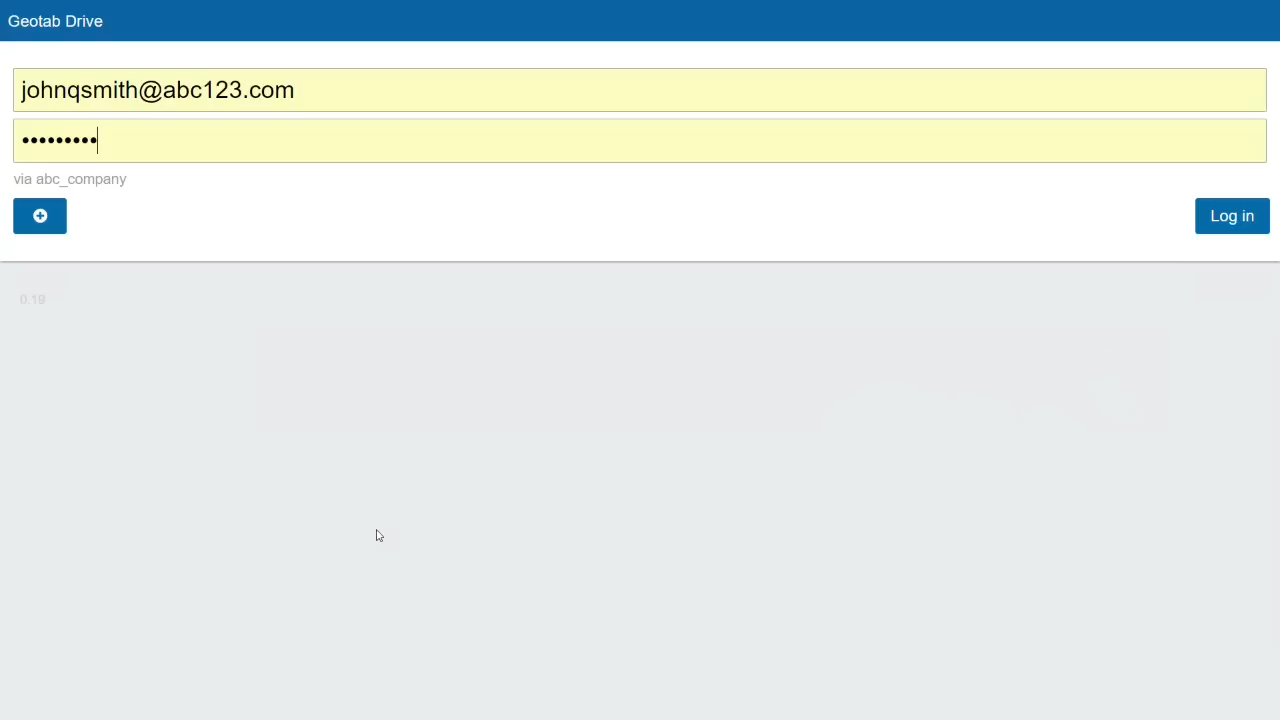 Geotab Drive
johnqsmith@abc123.com
•••••••••
via abc_company
Log in
0.19